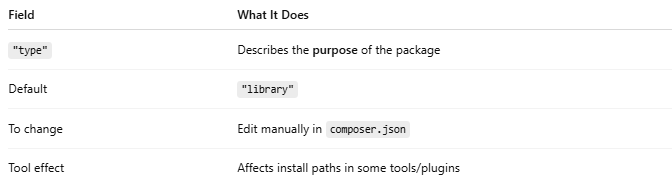 Field What It Does
"type" Describes the purpose of the package
Default "library"
To change Edit manually in composer.json
Tool effect Affects install paths in some tools/plugins